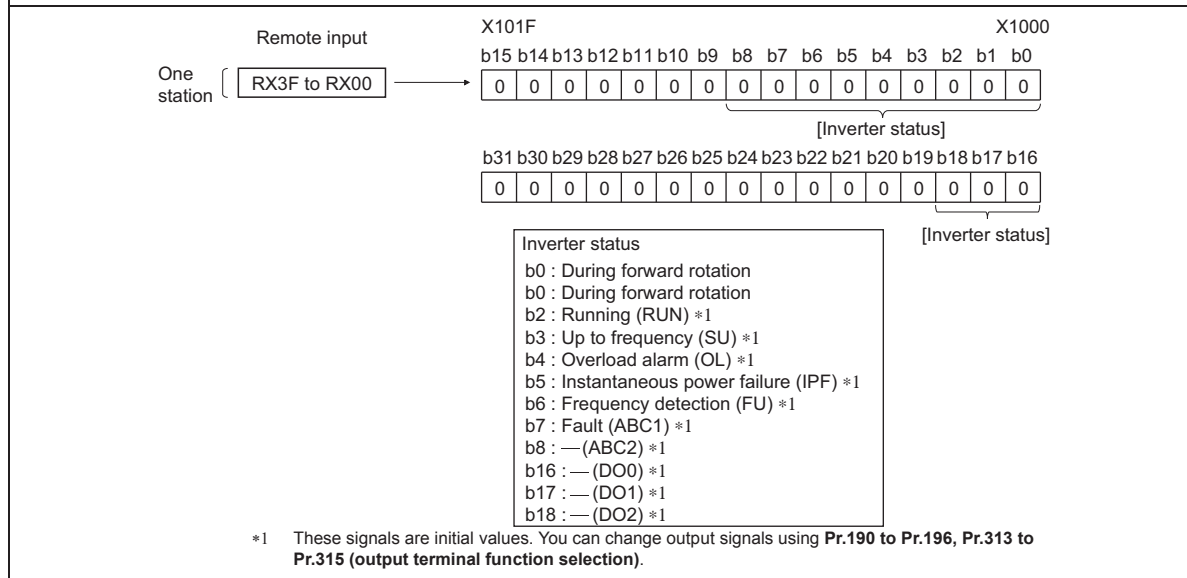 Remote input
X101F X1000
b15 b14 b13 b12 b11 b10 b9 b8 b7 b6 b5 b4 b3 b2 b1 b0
One station RX3F to RX00
0 0 0 0 0 0 0 0 0 0 0 0 0 0 0 0
[Inverter status]
b31 b30 b29 b28 b27 b26 b25 b24 b23 b22 b21 b20 b19 b18 b17 b16
0 0 0 0 0 0 0 0 0 0 0 0 0 0 0 0
[Inverter status]
Inverter status
b0 : During forward rotation
b0 : During forward rotation
b2 : Running (RUN) *1
b3 : Up to frequency (SU) *1
b4 : Overload alarm (OL) *1
b5 : Instantaneous power failure (IPF) *1
b6 : Frequency detection (FU) *1
b7 : Fault (ABC1) *1
b8 : — (ABC2) *1
b16 : — (DO0) *1
b17 : — (DO1) *1
b18 : — (DO2) *1
*1 These signals are initial values. You can change output signals using Pr.190 to Pr.196, Pr.313 to
Pr.315 (output terminal function selection).